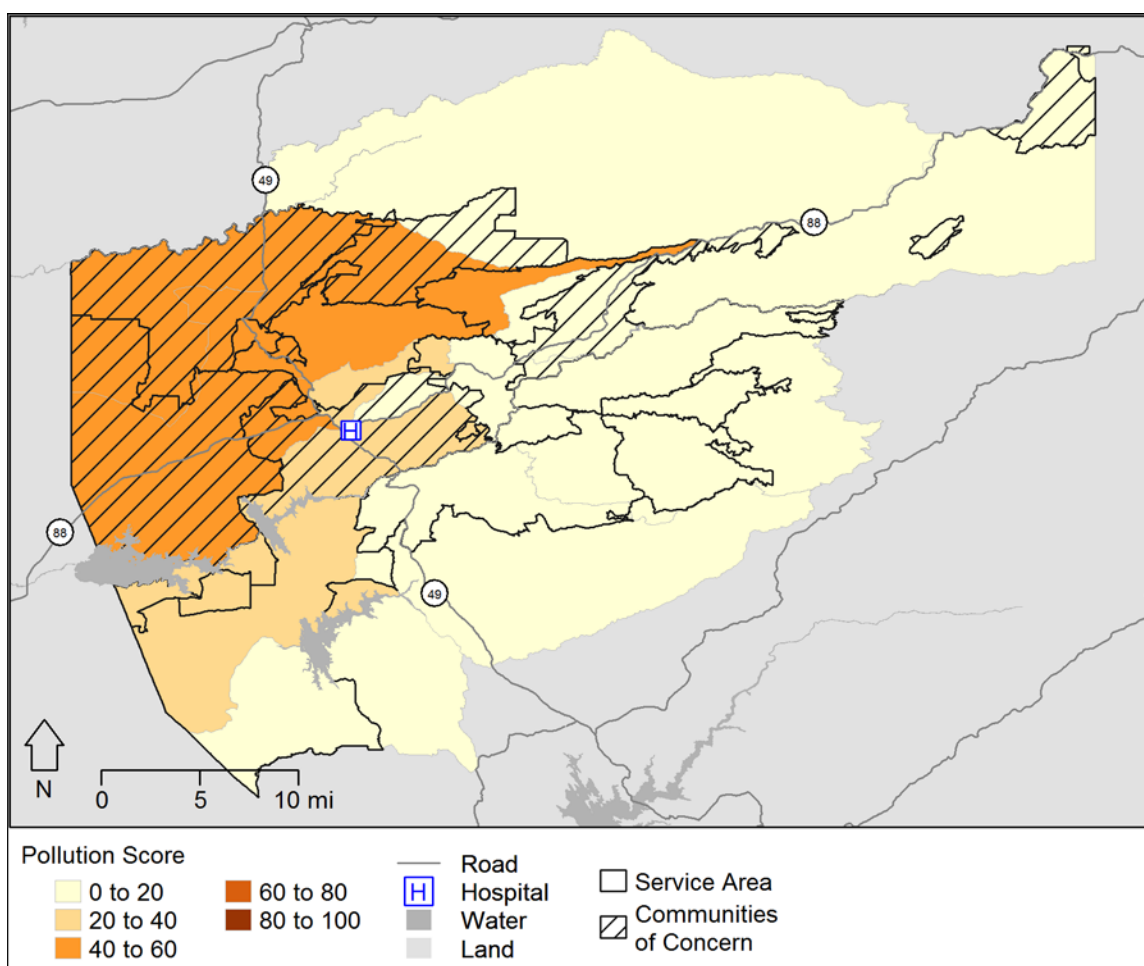 49
88
88
49
N
0 5 10 mi
Pollution Score
0 to 20
20 to 40
40 to 60
60 to 80
80 to 100
Road
H Hospital
Water
Land
Service Area
Communities
of Concern
H